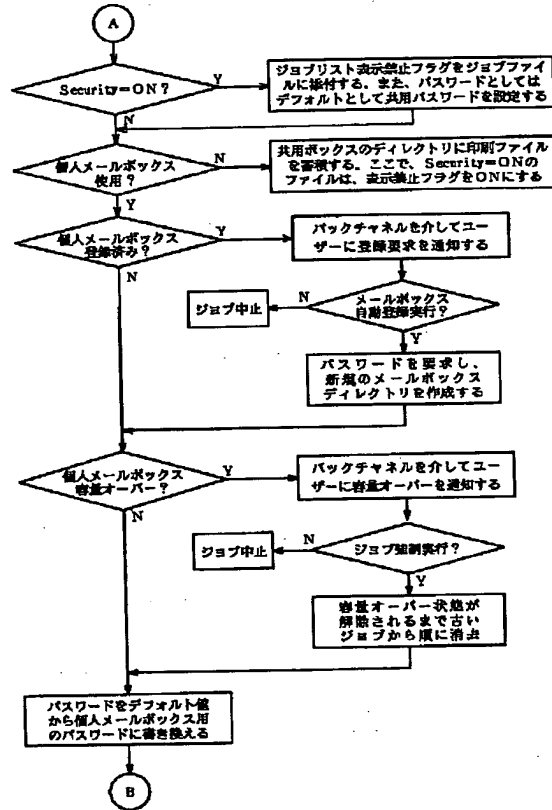 A
Security=ON?
Y
N
ジョブリスト表示禁止フラグをジョブファイ
ルに添付する。また、パスワードとしては
デフォルトとして共用パスワードを設定する
個人メールボックス
使用?
N
Y
共用ボックスのディレクトリに印刷ファイル
を蓄積する。ここで、Security=ONの
ファイルは、表示禁止フラグをONにする
個人メールボックス
登録済み?
Y
N
バックチャネルを介してユー
ザーに登録要求を通知する
メールボックス
自動登録実行?
N
Y
ジョブ中止
パスワードを要求し、
新規のメールボックス
ディレクトリを作成する
個人メールボックス
容量オーバー?
Y
N
バックチャネルを介してユー
ザーに容量オーバーを通知する
ジョブ強制実行?
N
Y
ジョブ中止
容量オーバー状態が
解除されるまで古い
ジョブから順に消去
パスワードをデフォルト値
から個人メールボックス用
のパスワードに書き換える
B